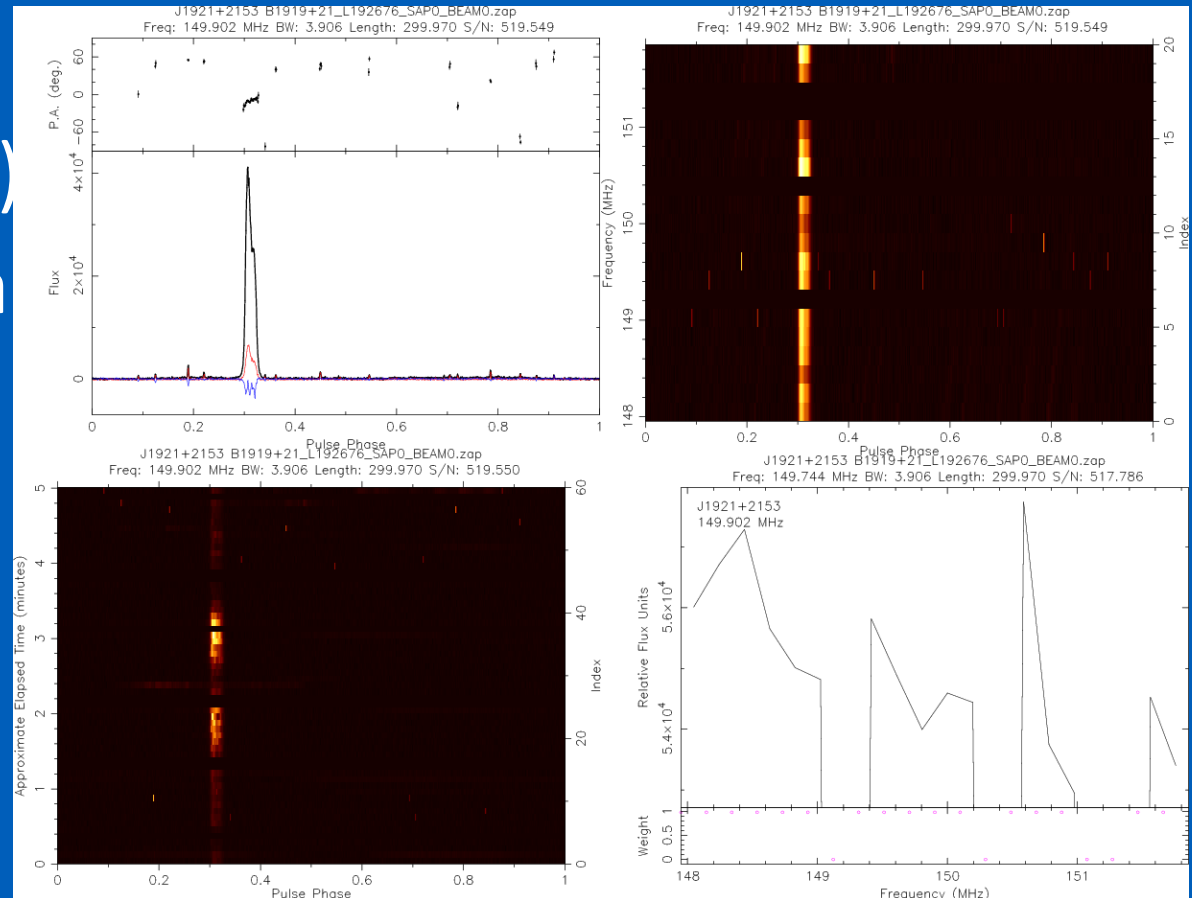 J1921+2153 B1919+21_L192676_SAP0_BEAM0.zap
Freq: 149.902 MHz BW: 3.906 Length: 299.970 S/N: 519.549
P.A. (deg.)
60
0
−60
Flux
4×10⁴
2×10⁴
0
0 0.2 0.4 0.6 0.8 1
Pulse Phase
)
n
J1921+2153 B1919+21_L192676_SAP0_BEAM0.zap
Freq: 149.902 MHz BW: 3.906 Length: 299.970 S/N: 519.549
Frequency (MHz)
151
150
149
148
20
15
10
5
0
Index
0 0.2 0.4 0.6 0.8 1
Pulse Phase
J1921+2153 B1919+21_L192676_SAP0_BEAM0.zap
Freq: 149.902 MHz BW: 3.906 Length: 299.970 S/N: 519.550
Approximate Elapsed Time (minutes)
5
4
3
2
1
0
60
40
20
0
Index
0 0.2 0.4 0.6 0.8 1
Pulse Phase
J1921+2153 B1919+21_L192676_SAP0_BEAM0.zap
Freq: 149.744 MHz BW: 3.906 Length: 299.970 S/N: 517.786
J1921+2153
149.902 MHz
Relative Flux Units
5.6×10⁴
5.4×10⁴
Weight
1
0.5
0
148 149 150 151
Frequency (MHz)